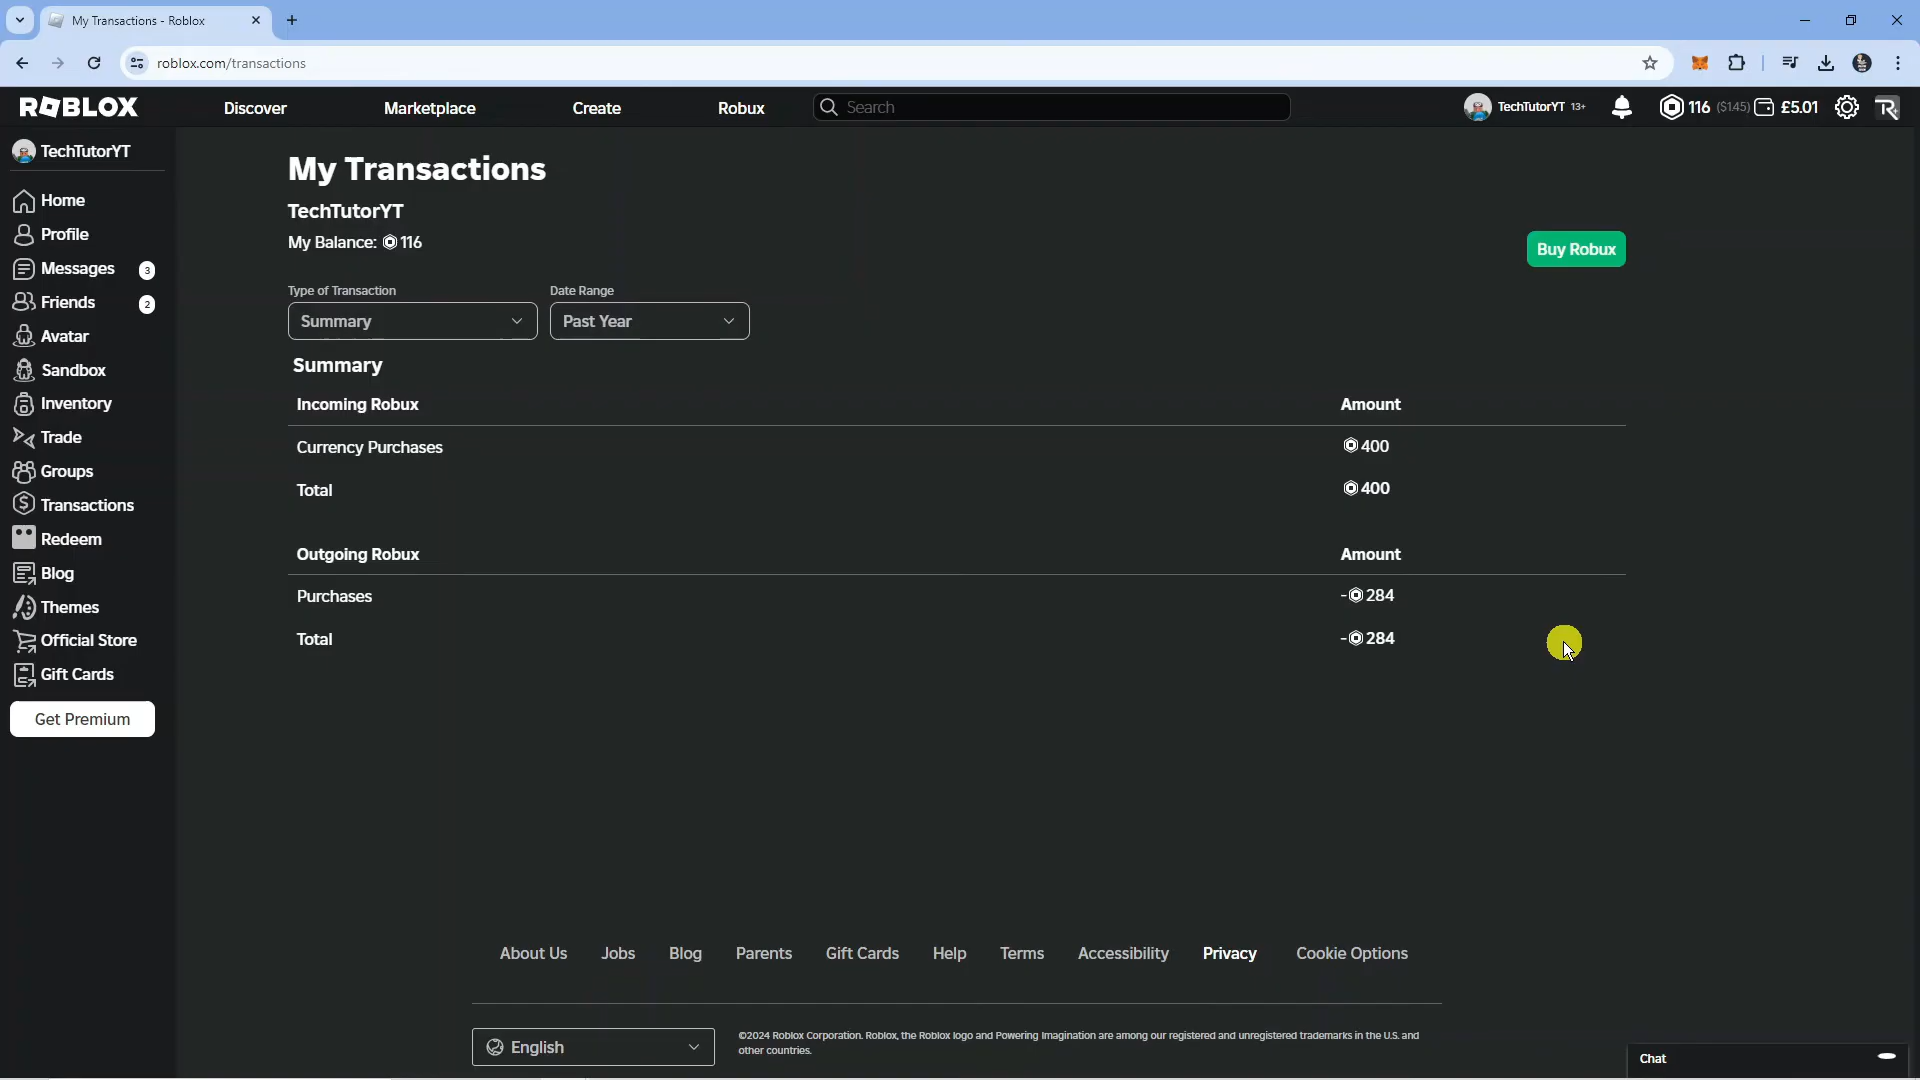 My Transactions - Roblox
roblox.com/transactions
ROBLOX
Discover
Marketplace
Create
Robux
Search
TechTutorYT 13+
116 ($1.45) £5.01
TechTutorYT
Home
Profile
Messages 3
Friends 2
Avatar
Sandbox
Inventory
Trade
Groups
Transactions
Redeem
Blog
Themes
Official Store
Gift Cards
Get Premium
My Transactions
TechTutorYT
My Balance: 116
Buy Robux
Type of Transaction
Summary
Date Range
Past Year
Summary
Incoming Robux Amount
Currency Purchases 400
Total 400
Outgoing Robux Amount
Purchases -284
Total -284
About Us Jobs Blog Parents Gift Cards Help Terms Accessibility Privacy Cookie Options
English
©2024 Roblox Corporation. Roblox, the Roblox logo and Powering Imagination are among our registered and unregistered trademarks in the U.S. and
other countries.
Chat